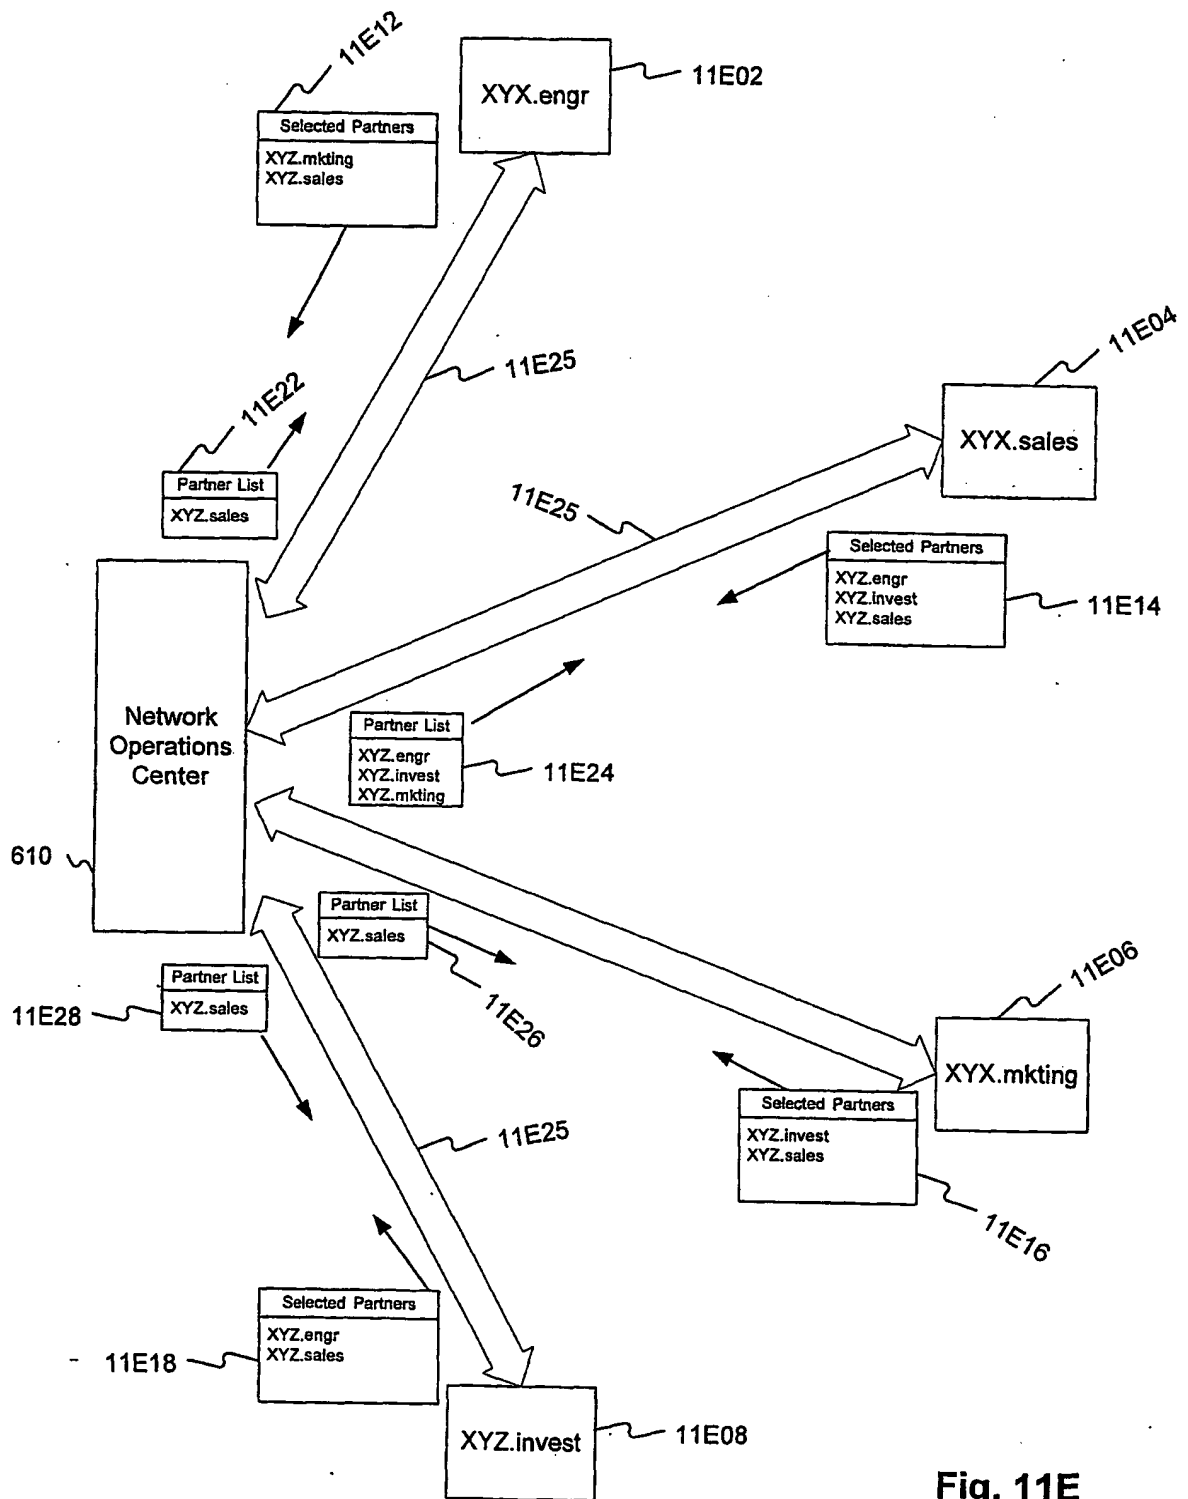 11E12
XYX.engr
11E02
Selected Partners
XYZ.mkting
XYZ.sales
11E25
11E22
Partner List
XYZ.sales
11E04
XYX.sales
11E25
Selected Partners
XYZ.engr
XYZ.invest
XYZ.sales
11E14
Network
Operations
Center
610
Partner List
XYZ.engr
XYZ.invest
XYZ.mkting
11E24
Partner List
XYZ.sales
11E26
Partner List
XYZ.sales
11E28
11E06
XYX.mkting
Selected Partners
XYZ.invest
XYZ.sales
11E16
11E25
Selected Partners
XYZ.engr
XYZ.sales
11E18
XYZ.invest
11E08
Fig. 11E